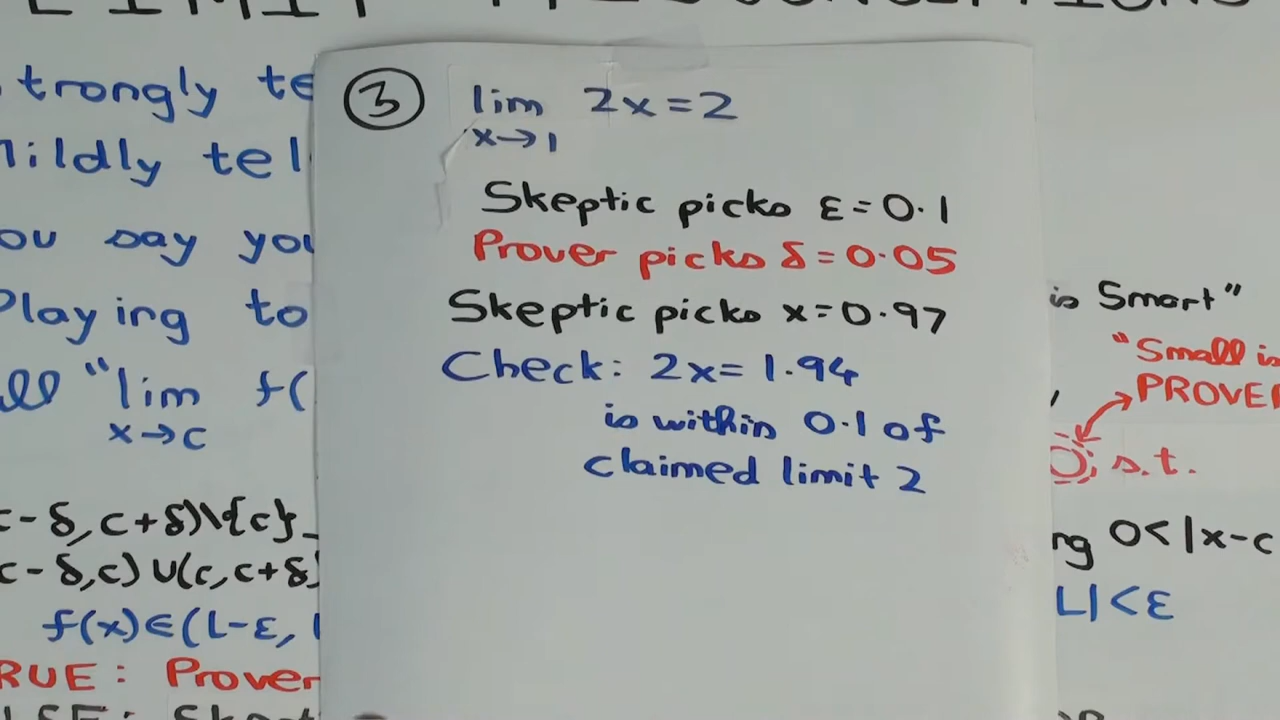 ③ lim 2x=2
x→1
Skeptic picks ε=0.1
Prover picks δ=0.05
Skeptic picks x=0.97
Check: 2x=1.94
is within 0.1 of
claimed limit 2
trongly te
Mildly tel
ou say you
Playing to
all "lim f(
x→c
c-δ,c+δ)\{c}
c-δ,c)∪(c,c+δ)
f(x)∈(L-ε,
RUE: Prover
is Smart"
"Small is
PROVER
s.t.
ng 0<|x-c
L|<ε